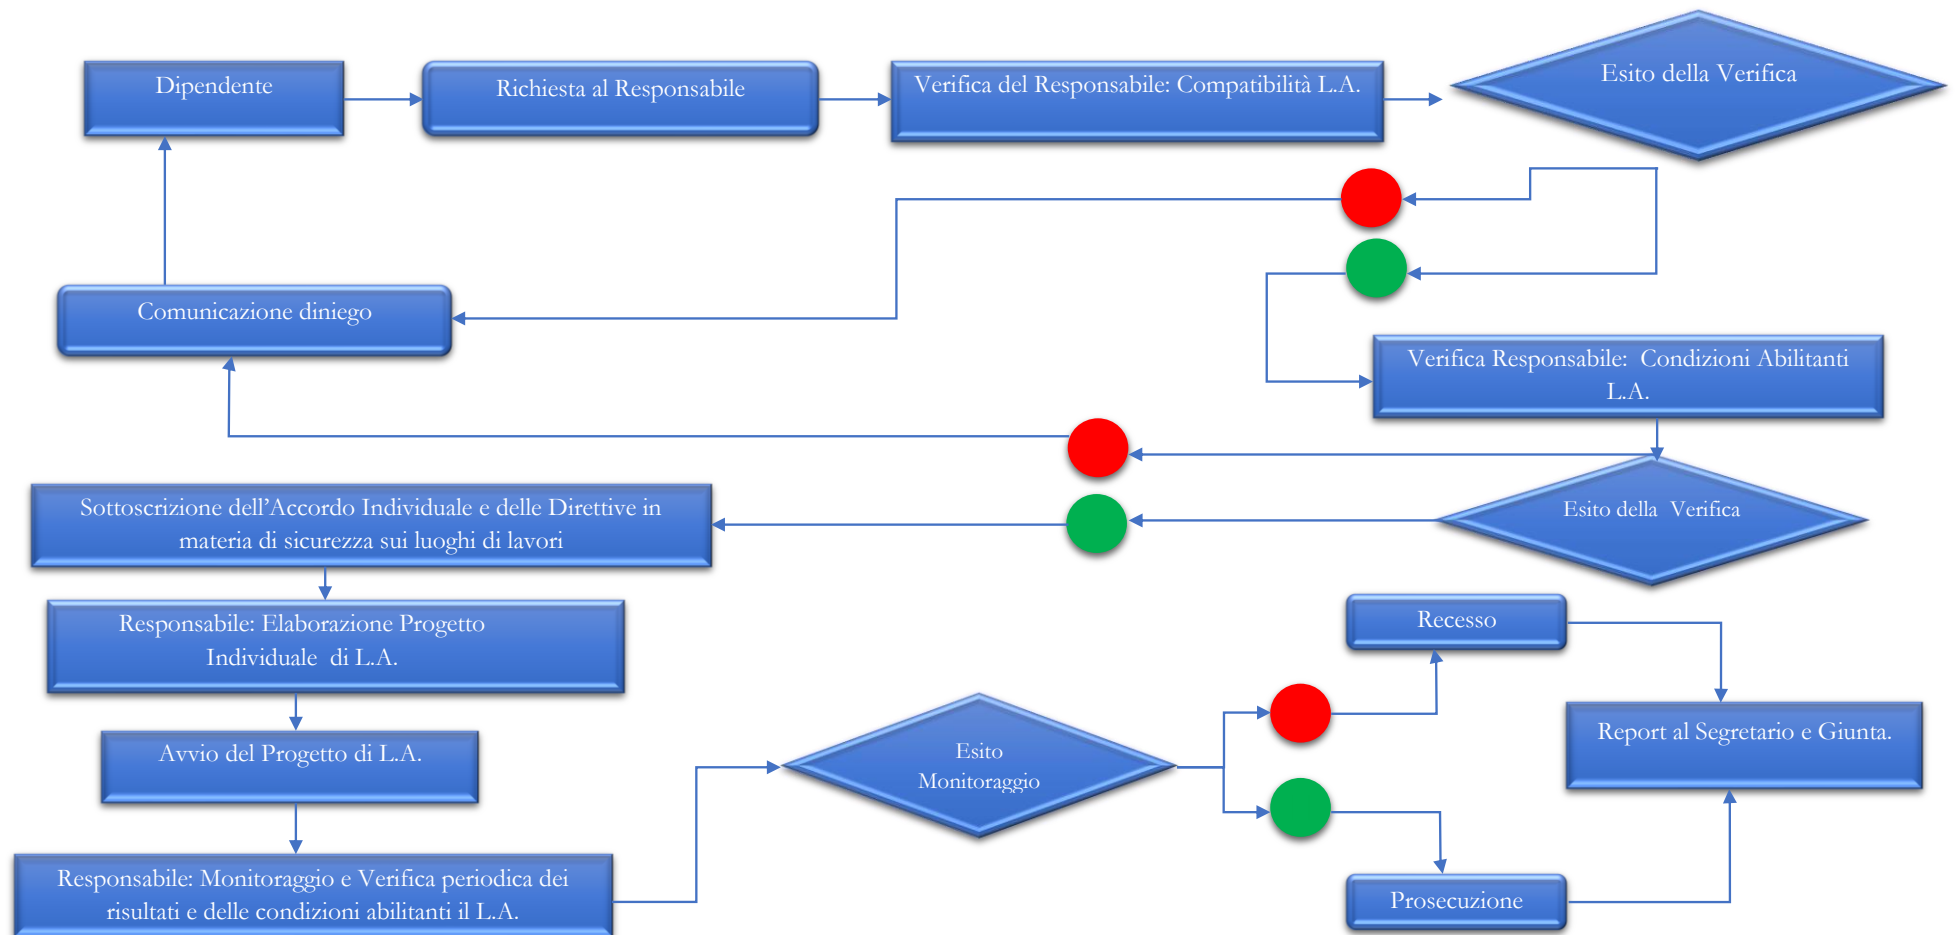 Dipendente
Richiesta al Responsabile
Verifica del Responsabile: Compatibilità L.A.
Esito della Verifica
Comunicazione diniego
Verifica Responsabile:  Condizioni Abilitanti
L.A.
Esito della  Verifica
Sottoscrizione dell’Accordo Individuale e delle Direttive in
materia di sicurezza sui luoghi di lavori
Responsabile: Elaborazione Progetto
Individuale  di L.A.
Avvio del Progetto di L.A.
Responsabile: Monitoraggio e Verifica periodica dei
risultati e delle condizioni abilitanti il L.A.
Esito
Monitoraggio
Recesso
Report al Segretario e Giunta.
Prosecuzione